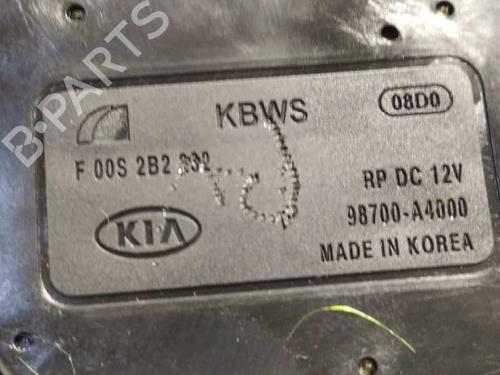 B-PARTS
KBWS
08D0
F 00S 2B2
RP DC 12V
KIA
98700-A4000
MADE IN KOREA